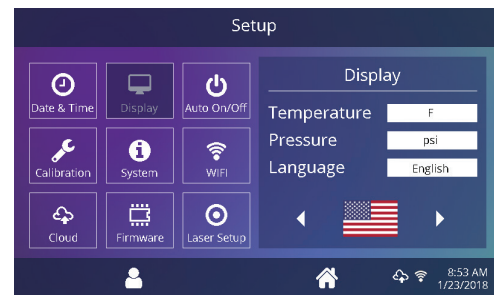 Setup
Date & Time
Display
Auto On/Off
Calibration
System
WIFI
Cloud
Firmware
Laser Setup
Display
Temperature F
Pressure psi
Language English
8:53 AM
1/23/2018